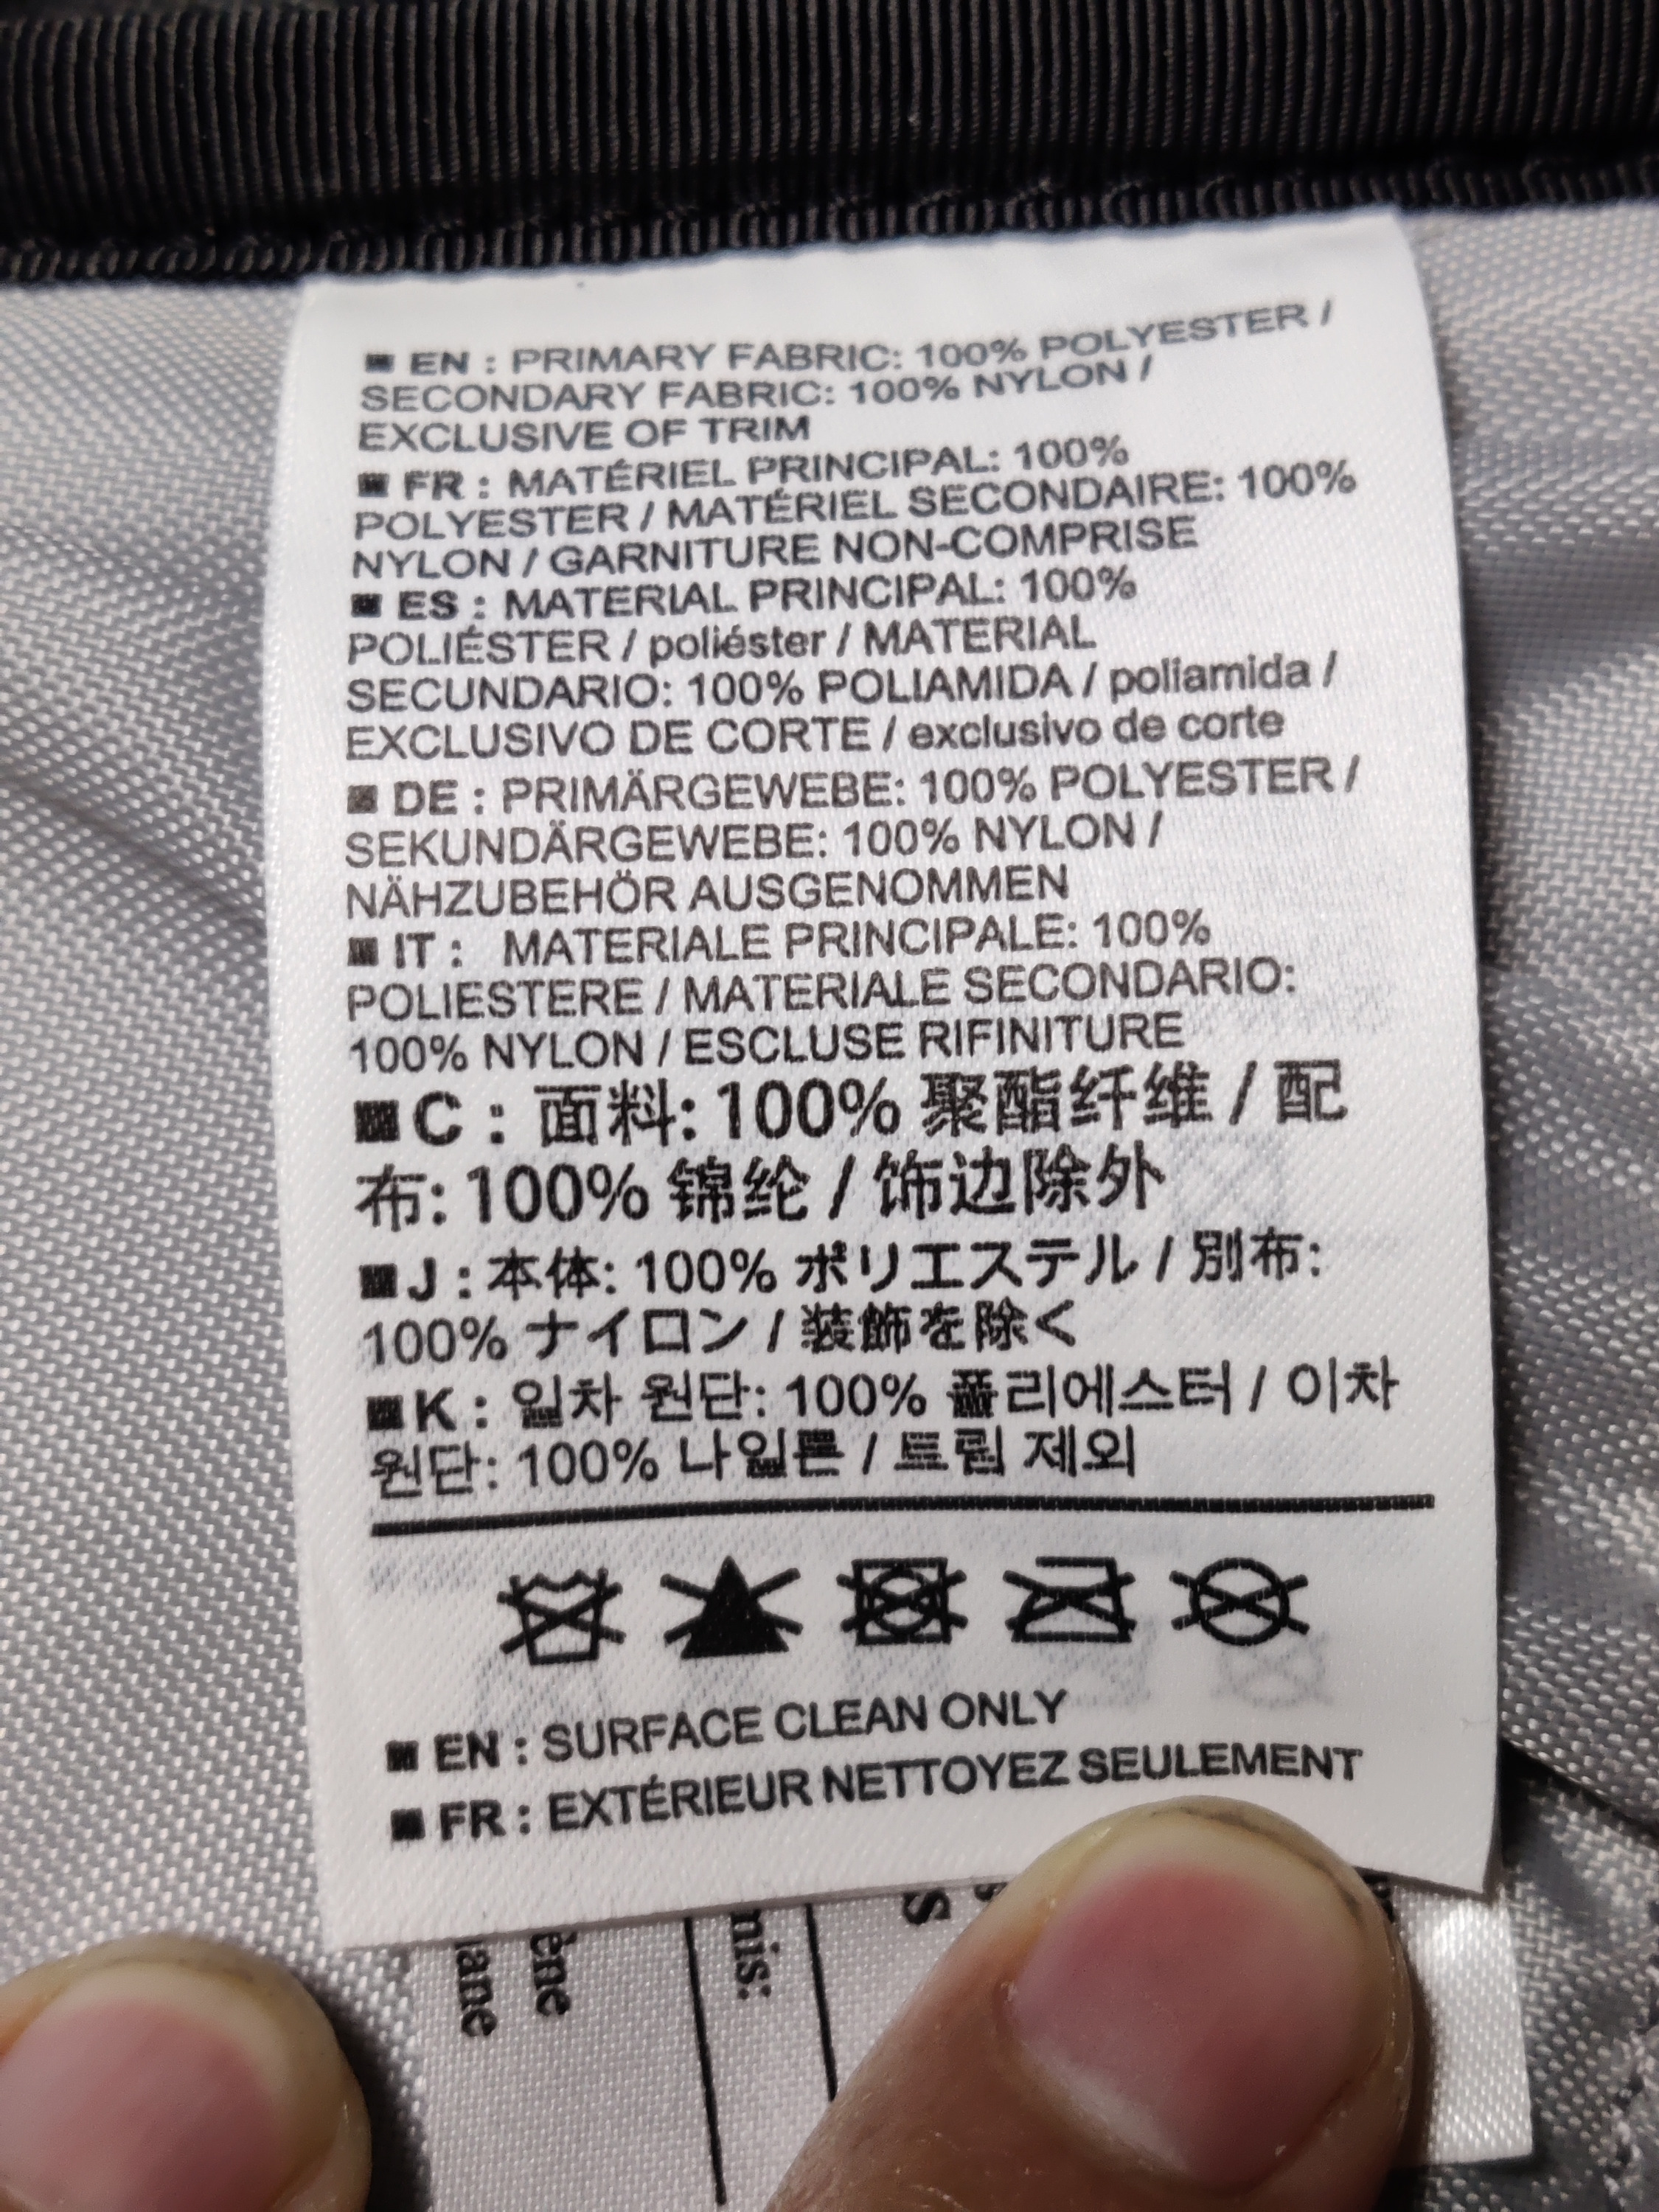 ■ EN : PRIMARY FABRIC: 100% POLYESTER /
SECONDARY FABRIC: 100% NYLON /
EXCLUSIVE OF TRIM
■ FR : MATÉRIEL PRINCIPAL: 100%
POLYESTER / MATÉRIEL SECONDAIRE: 100%
NYLON / GARNITURE NON-COMPRISE
■ ES : MATERIAL PRINCIPAL: 100%
POLIÉSTER / poliéster / MATERIAL
SECUNDARIO: 100% POLIAMIDA / poliamida /
EXCLUSIVO DE CORTE / exclusivo de corte
■ DE : PRIMÄRGEWEBE: 100% POLYESTER /
SEKUNDÄRGEWEBE: 100% NYLON /
NÄHZUBEHÖR AUSGENOMMEN
■ IT : MATERIALE PRINCIPALE: 100%
POLIESTERE / MATERIALE SECONDARIO:
100% NYLON / ESCLUSE RIFINITURE
■ C : 面料: 100% 聚酯纤维 / 配
布: 100% 锦纶 / 饰边除外
■ J : 本体: 100% ポリエステル / 別布:
100% ナイロン / 装飾を除く
■ K : 일차 원단: 100% 폴리에스터 / 이차
원단: 100% 나일론 / 트림 제외
■ EN : SURFACE CLEAN ONLY
■ FR : EXTÉRIEUR NETTOYEZ SEULEMENT